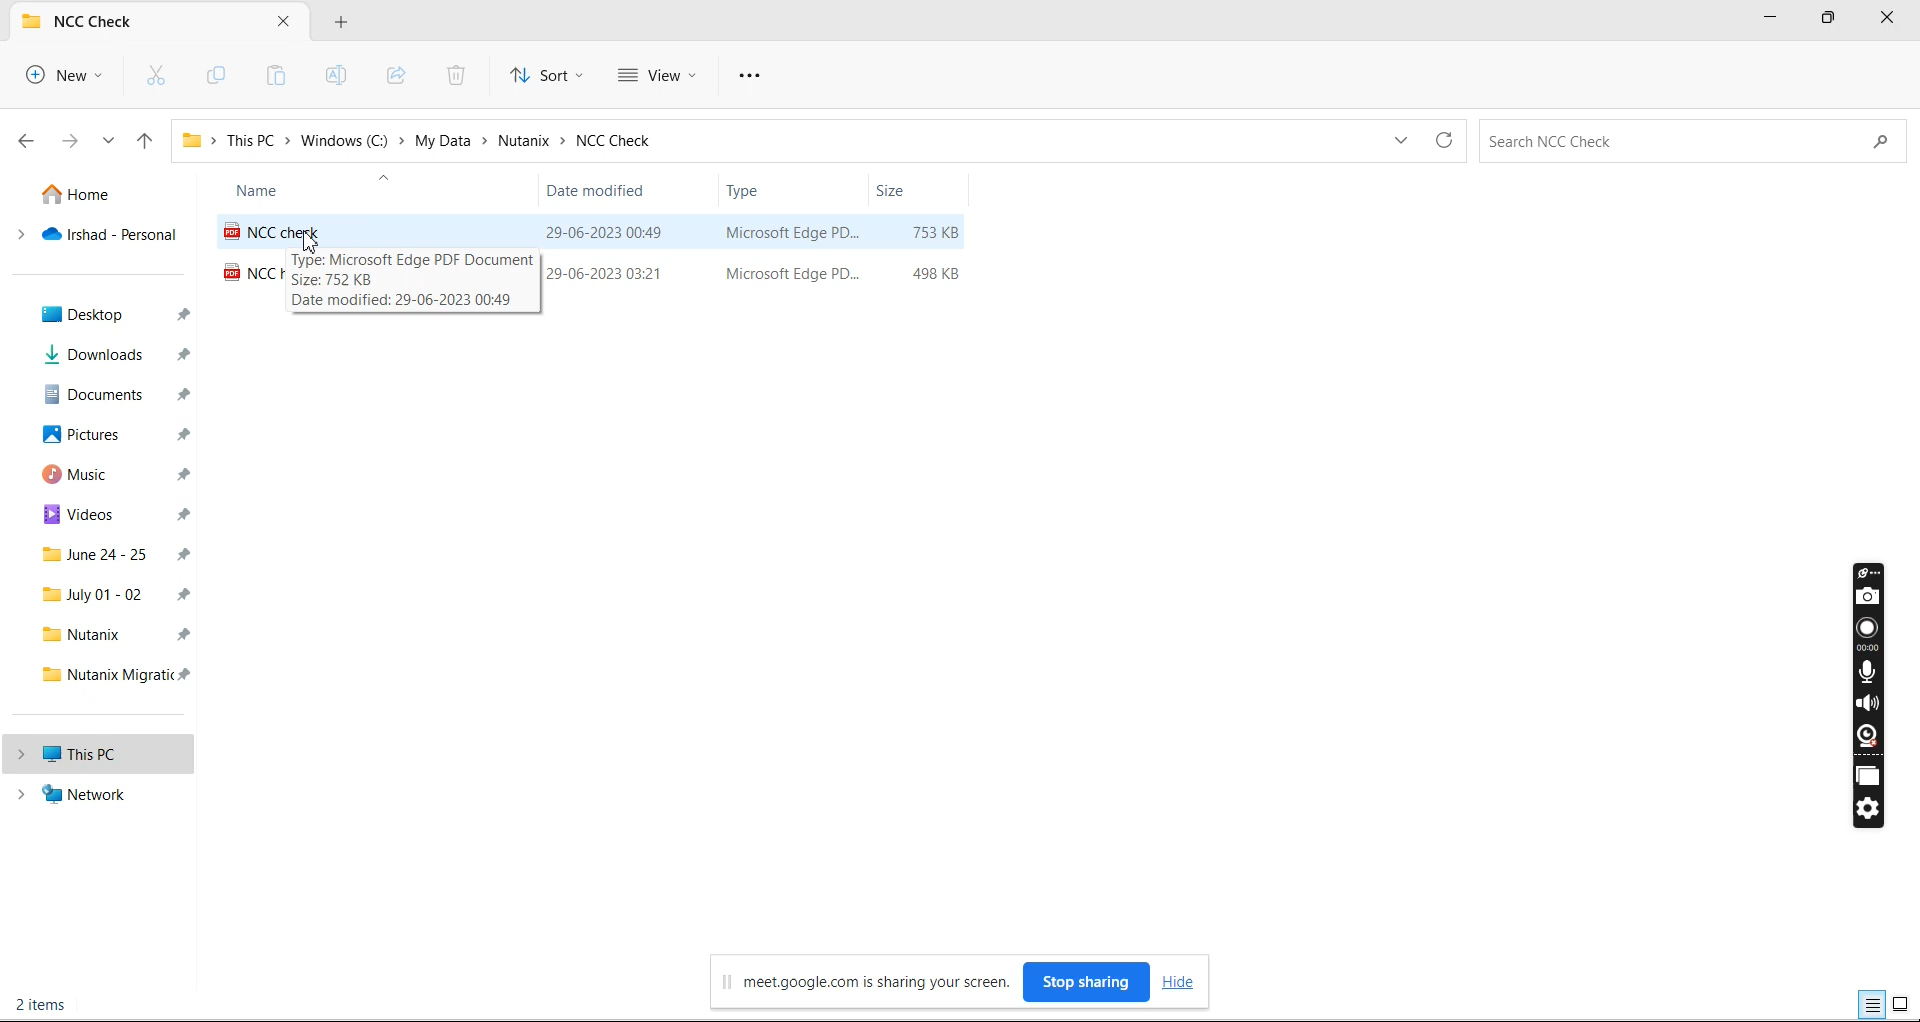 NCC Check
New
Sort
View
This PC
Windows (C:)
My Data
Nutanix
NCC Check
Search NCC Check
Name
Date modified
Type
Size
NCC check
29-06-2023 00:49
Microsoft Edge PD...
753 KB
NCC
29-06-2023 03:21
Microsoft Edge PD...
498 KB
Type: Microsoft Edge PDF Document
Size: 752 KB
Date modified: 29-06-2023 00:49
Home
Irshad - Personal
Desktop
Downloads
Documents
Pictures
Music
Videos
June 24 - 25
July 01 - 02
Nutanix
Nutanix Migratic
This PC
Network
00:00
meet.google.com is sharing your screen.
Stop sharing
Hide
2 items